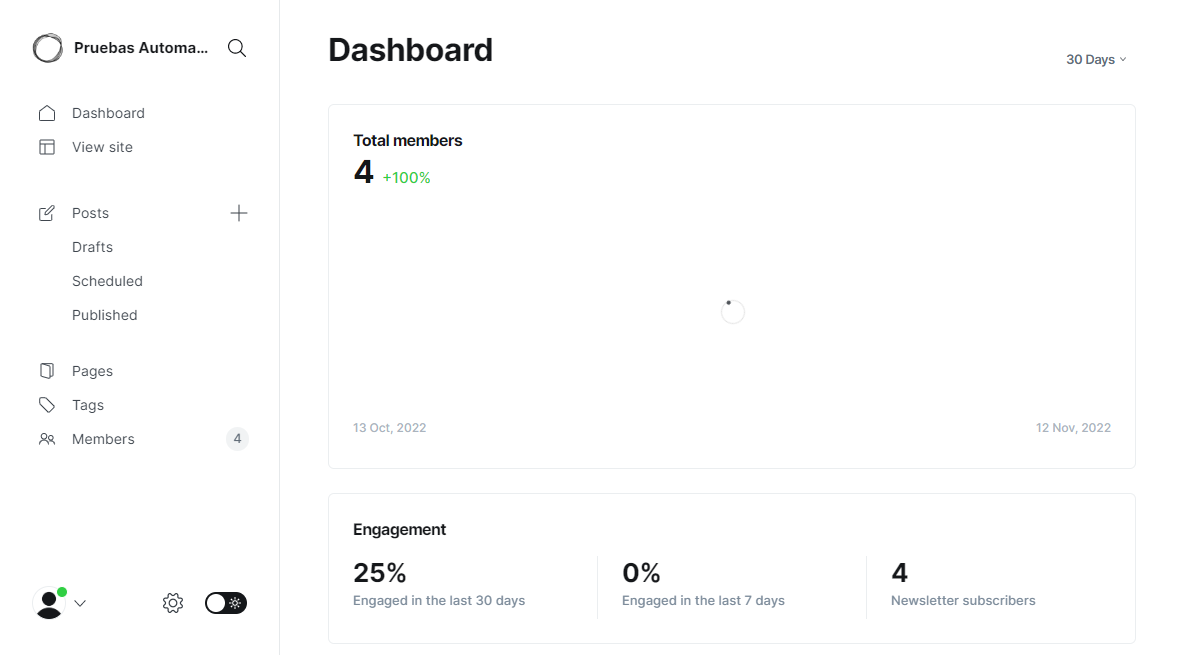 Pruebas Automa...
Dashboard
View site
Posts
Drafts
Scheduled
Published
Pages
Tags
Members 4
Dashboard
30 Days
Total members
4 +100%
13 Oct, 2022 12 Nov, 2022
Engagement
25% 0% 4
Engaged in the last 30 days Engaged in the last 7 days Newsletter subscribers